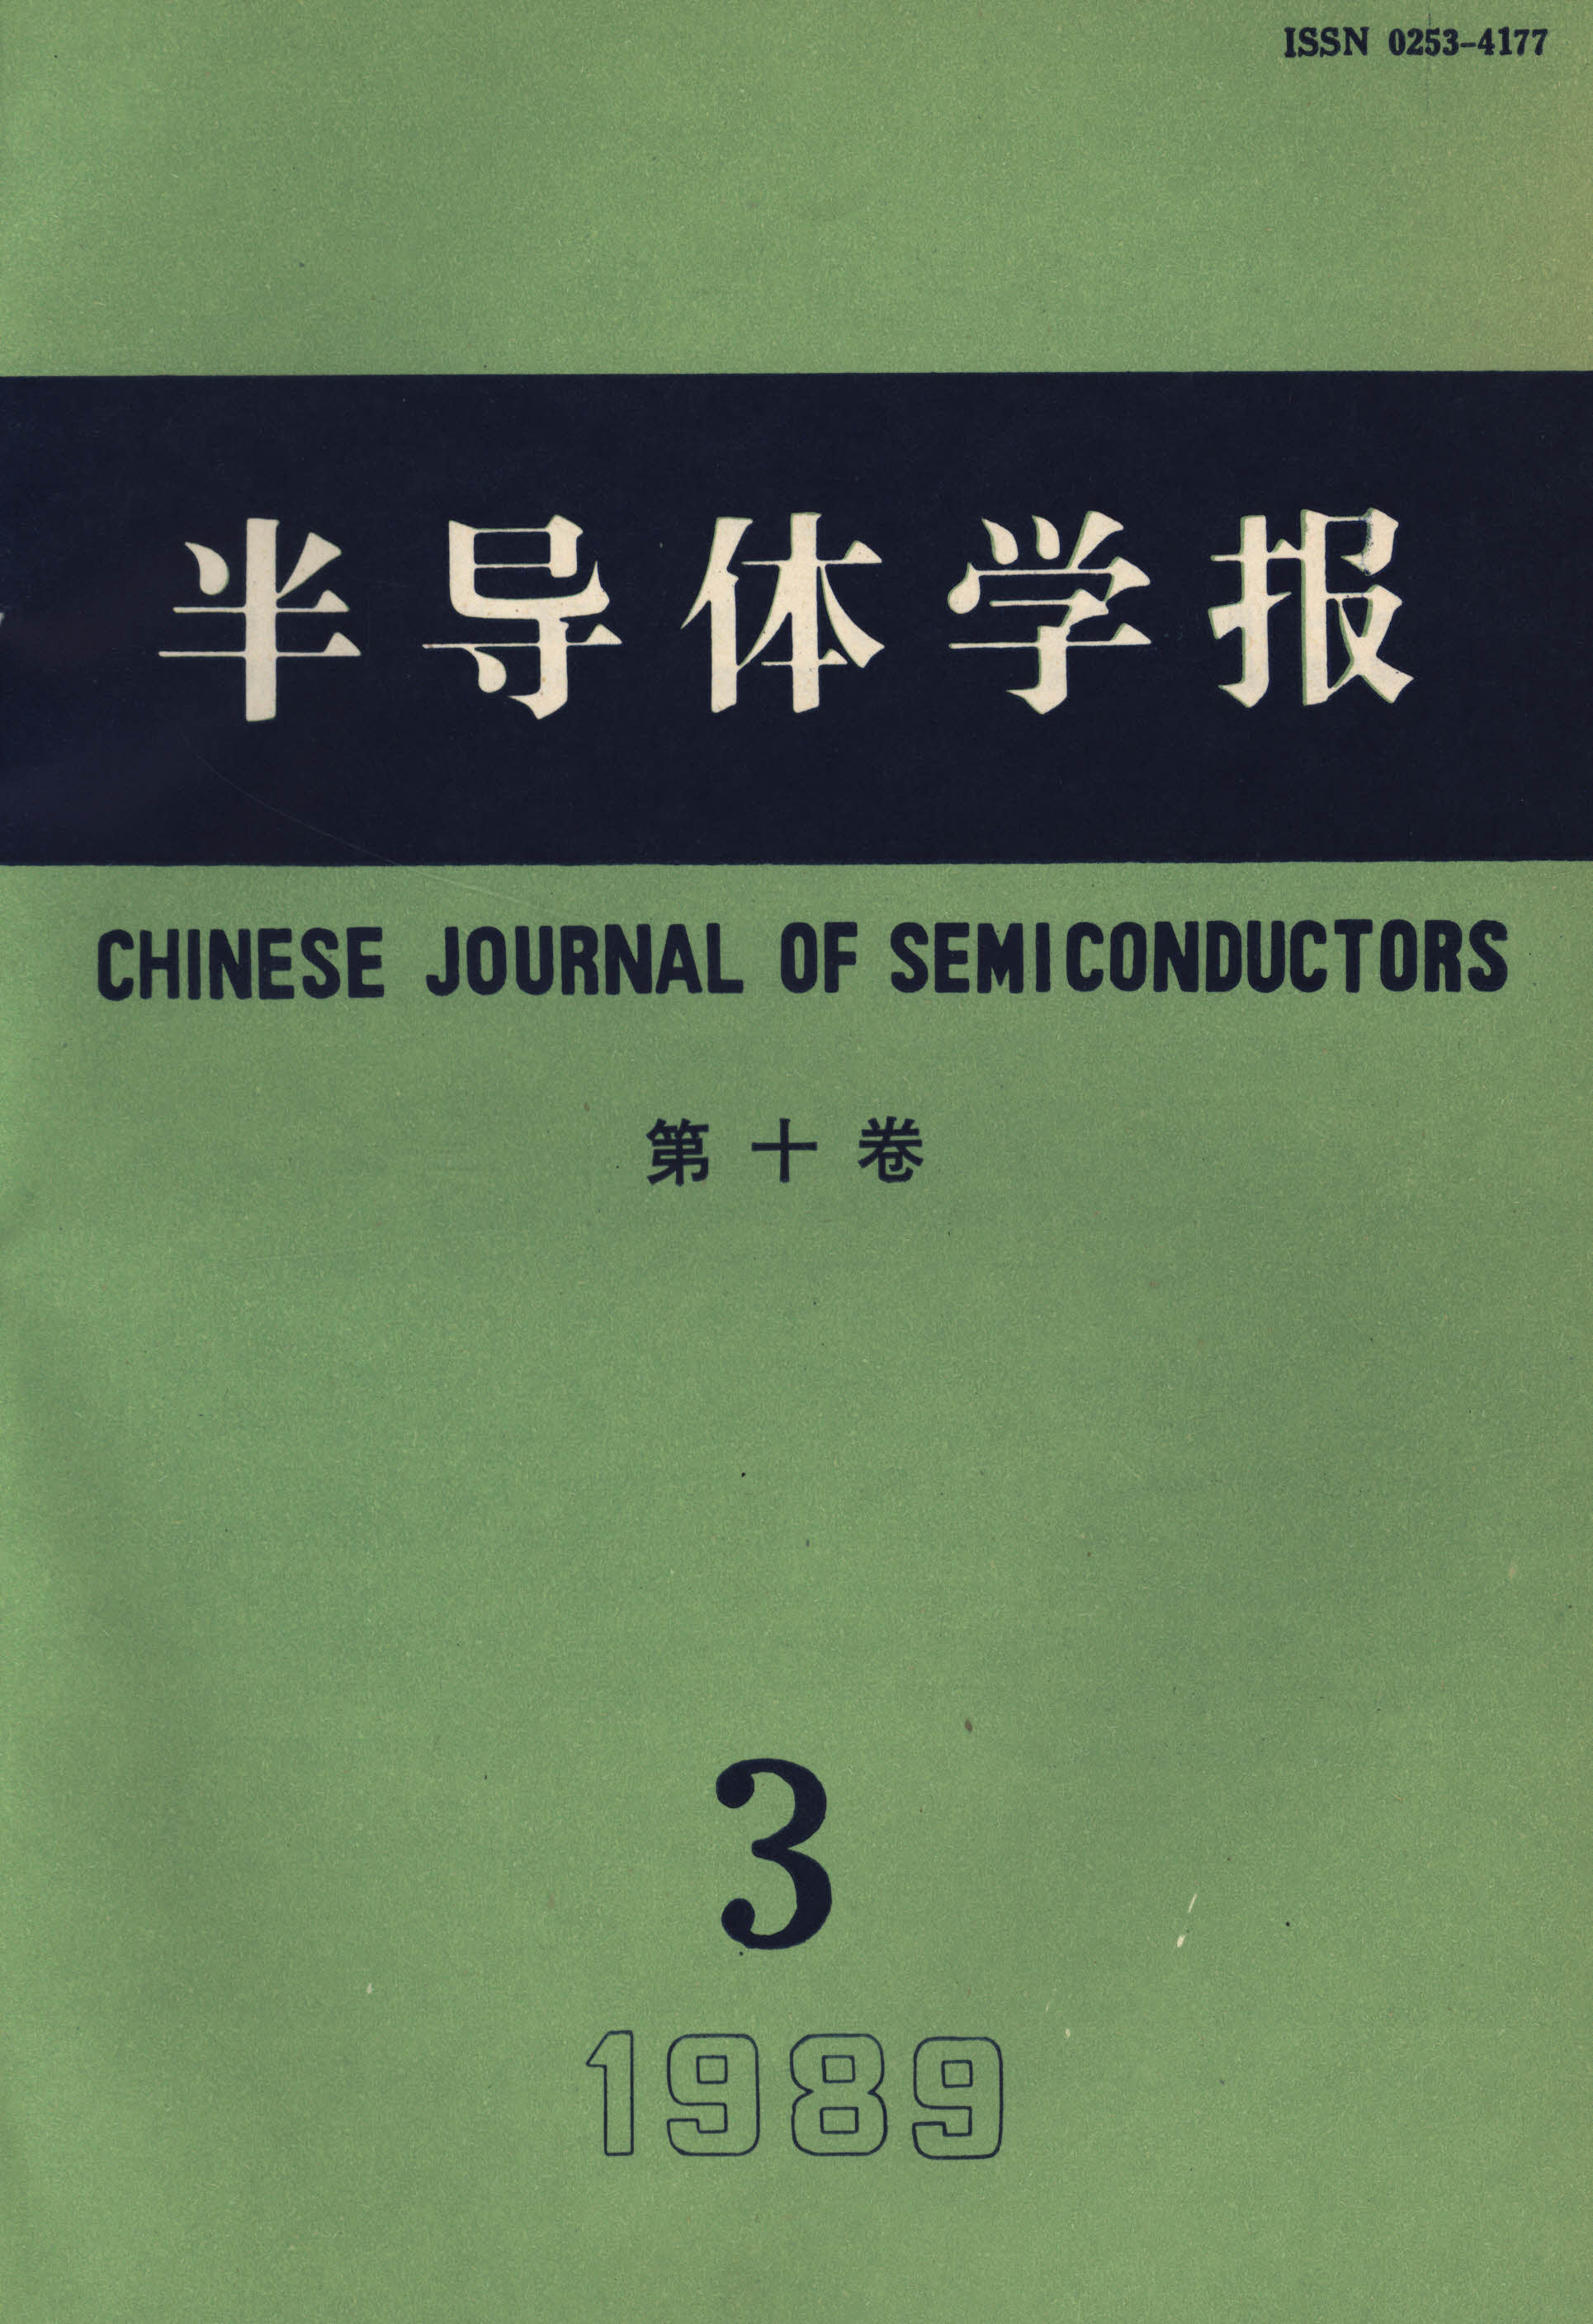 ISSN 0253-4177
半导体学报
CHINESE JOURNAL OF SEMICONDUCTORS
第十卷
3
1989